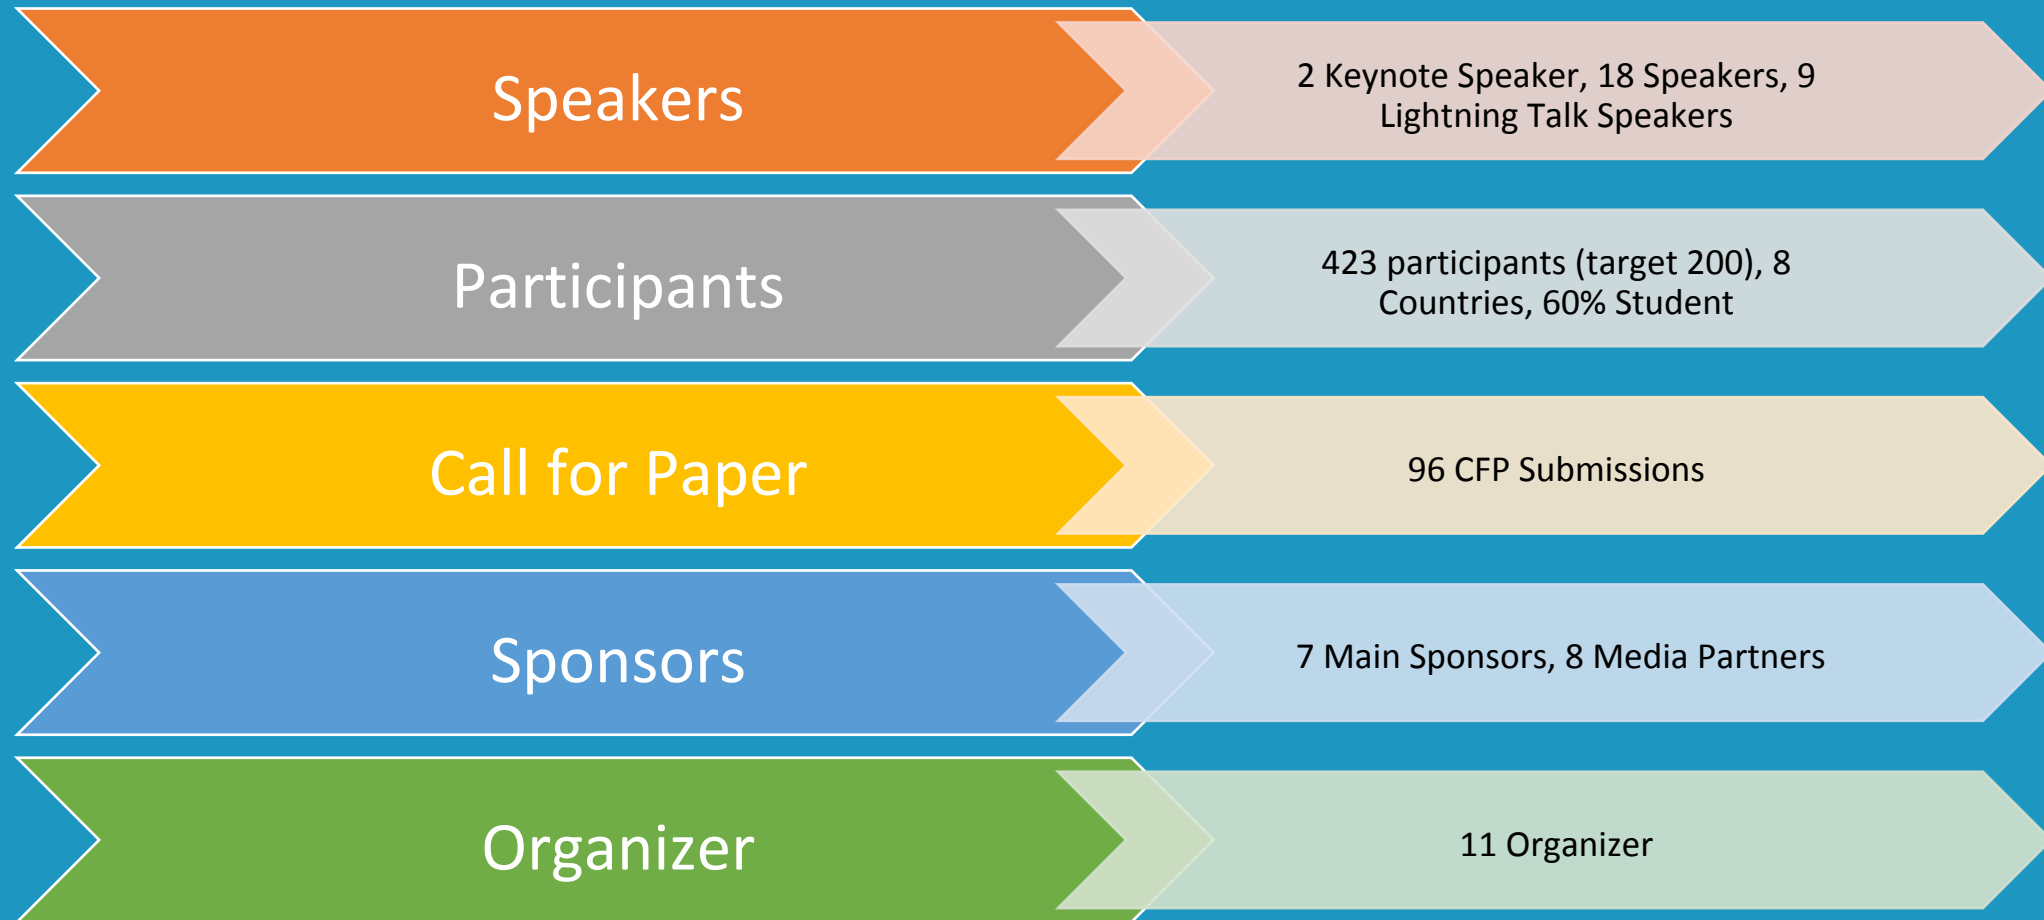 Speakers
2 Keynote Speaker, 18 Speakers, 9
Lightning Talk Speakers
Participants
423 participants (target 200), 8
Countries, 60% Student
Call for Paper
96 CFP Submissions
Sponsors
7 Main Sponsors, 8 Media Partners
Organizer
11 Organizer